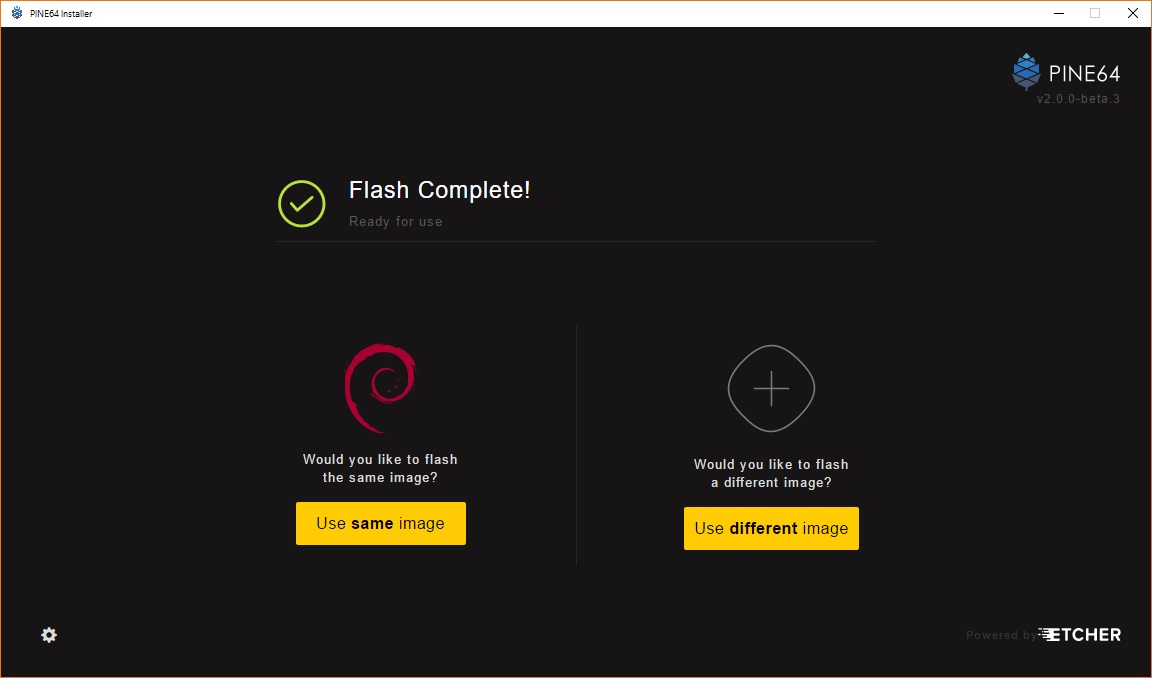 PINE64 Installer
PINE64
v2.0.0-beta.3
Flash Complete!
Ready for use
Would you like to flash
the same image?
Use same image
Would you like to flash
a different image?
Use different image
Powered by ETCHER